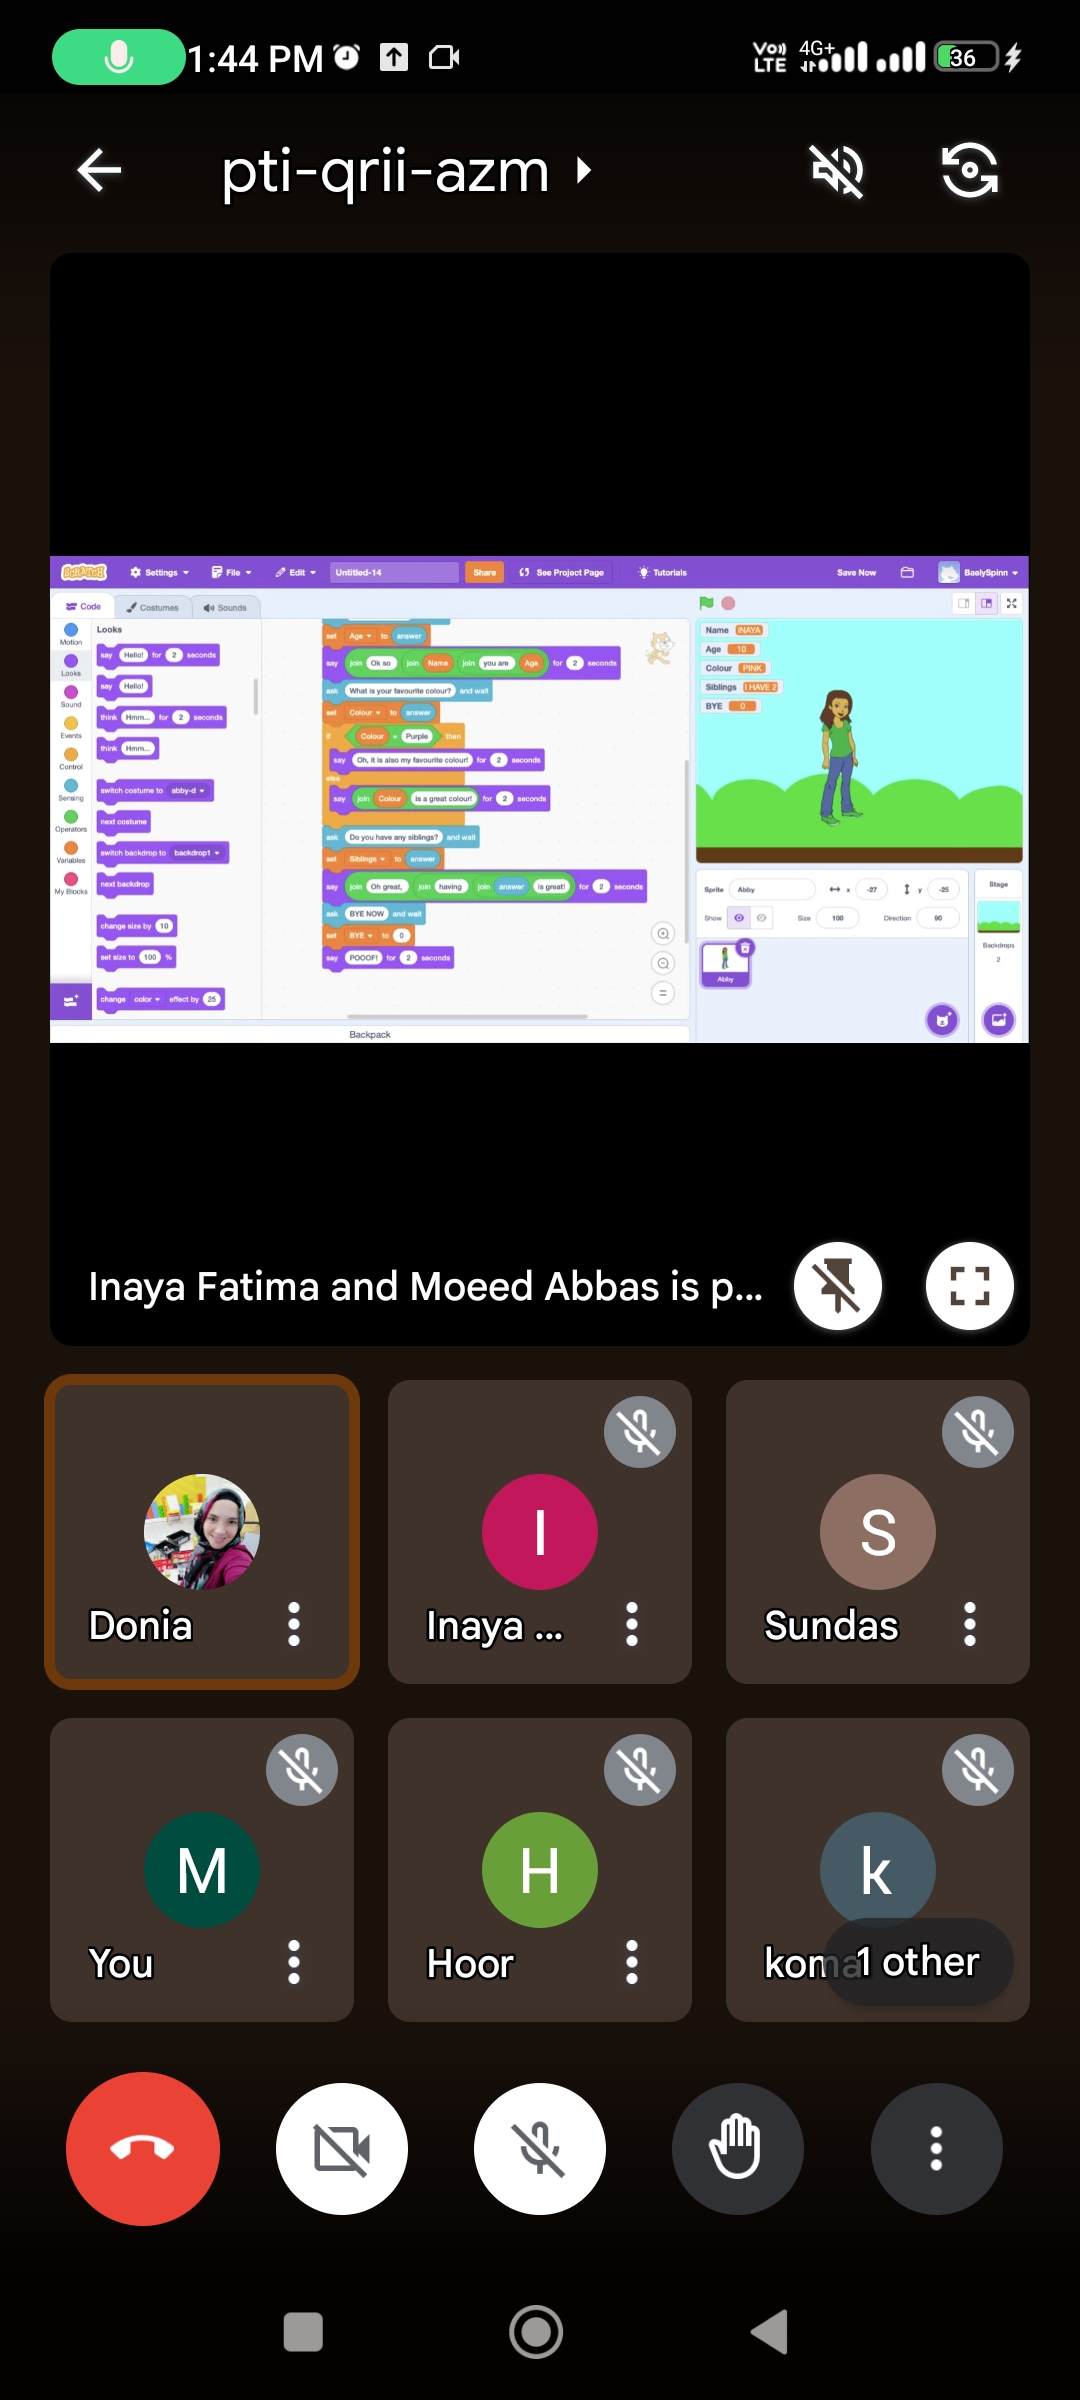 1:44 PM
Vo)) LTE 4G+ 36
pti-qrii-azm
SCRATCH Settings File Edit Untitled-14 Share See Project Page Tutorials Save Now BaelySpinn
Code Costumes Sounds
Motion
Looks
Sound
Events
Control
Sensing
Operators
Variables
My Blocks
Looks
say Hello! for 2 seconds
say Hello!
think Hmm... for 2 seconds
think Hmm...
switch costume to abby-d
next costume
switch backdrop to backdrop1
next backdrop
change size by 10
set size to 100 %
change color effect by 25
set Age to answer
say join Ok so join Name join you are Age for 2 seconds
ask What is your favourite colour? and wait
set Colour to answer
if Colour = Purple then
say Oh, it is also my favourite colour! for 2 seconds
else
say join Colour is a great colour! for 2 seconds
ask Do you have any siblings? and wait
set Siblings to answer
say join Oh great, join having join answer is great! for 2 seconds
ask BYE NOW and wait
set BYE to 0
say POOOF! for 2 seconds
Backpack
Name INAYA
Age 10
Colour PINK
Siblings I HAVE 2
BYE 0
Sprite Abby x -27 y -25
Show Size 100 Direction 90
Abby
Stage
Backdrops
2
Inaya Fatima and Moeed Abbas is p...
Donia
I
Inaya ...
S
Sundas
M
You
H
Hoor
k
koma
1 other